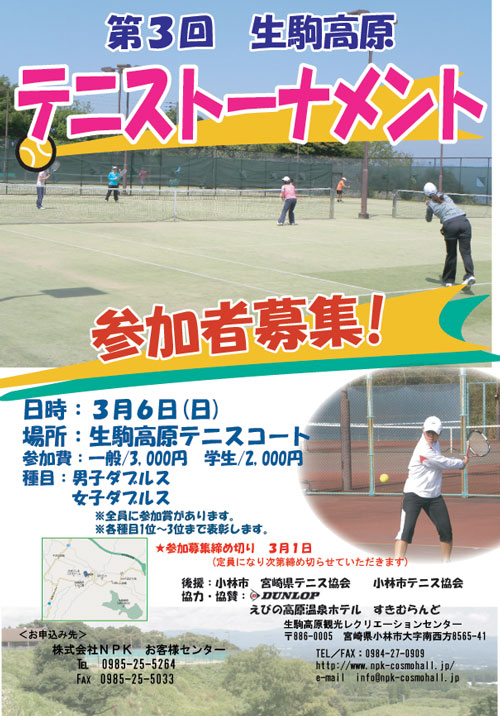 第3回 生駒高原
テニストーナメント
参加者募集!
日時：3月6日(日)
場所：生駒高原テニスコート
参加費：一般/3,000円 学生/2,000円
種目：男子ダブルス
女子ダブルス
※全員に参加賞があります。
※各種目1位～3位まで表彰します。
★参加募集締め切り 3月1日
(定員になり次第締め切らせていただきます)
後援：小林市 宮崎県テニス協会 小林市テニス協会
協力・協賛：DUNLOP
えびの高原温泉ホテル すきむらんど
生駒高原観光レクリエーションセンター
〒886-0005 宮崎県小林市大字南西方8565-41
<お申込み先>
株式会社NPK お客様センター
TEL 0985-25-5264
FAX 0985-25-5033
TEL/FAX：0984-27-0909
http://www.npk-cosmohall.jp/
e-mail info@npk-cosmohall.jp